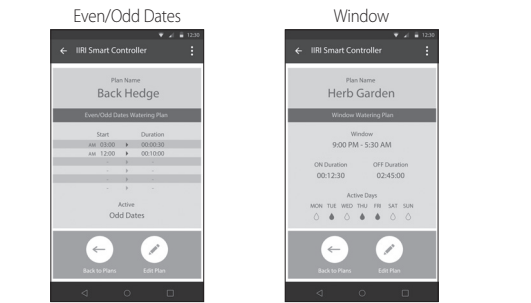 Even/Odd Dates
12:30
IIRI Smart Controller
Plan Name
Back Hedge
Even/Odd Dates Watering Plan
Start Duration
AM 03:00 00:00:30
AM 12:00 00:10:00
- -
- -
- -
Active
Odd Dates
Back to Plans Edit Plan
Window
12:30
IIRI Smart Controller
Plan Name
Herb Garden
Window Watering Plan
Window
9:00 PM - 5:30 AM
ON Duration OFF Duration
00:12:30 02:45:00
Active Days
MON TUE WED THU FRI SAT SUN
Back to Plans Edit Plan